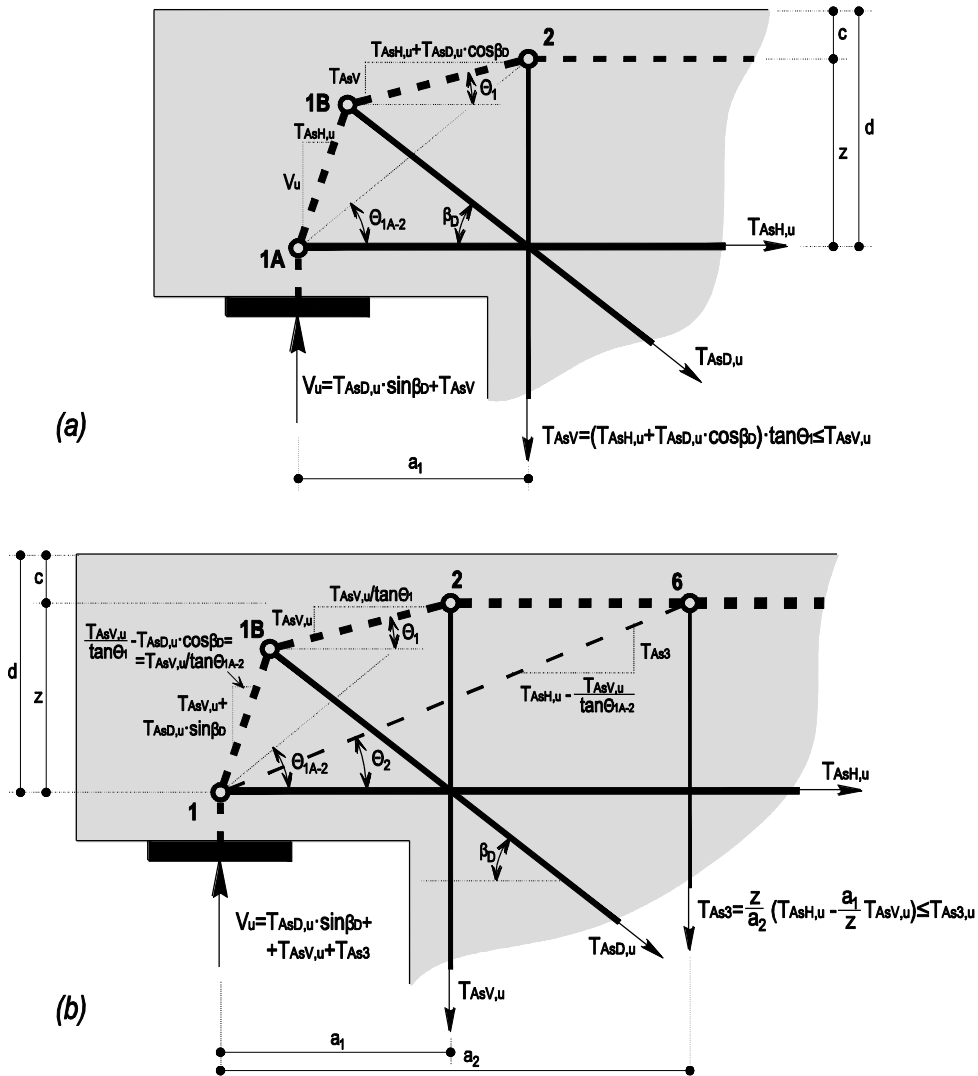 TAsH,u+TAsD,u·cosβD
2
c
TAsV
Θ1
1B
d
TAsH,u
z
Vu
Θ1A-2
βD
TAsH,u
1A
TAsD,u
Vu=TAsD,u·sinβD+TAsV
(a)
TAsV=(TAsH,u+TAsD,u·cosβD)·tanΘ1≤TAsV,u
a1
c
2
6
TAsV,u/tanΘ1
TAsV,u
1B
Θ1
TAsV,u/tanΘ1 -TAsD,u·cosβD=
=TAsV,u/tanΘ1A-2
TAs3
d
z
TAsH,u - TAsV,u/tanΘ1A-2
TAsV,u+
TAsD,u·sinβD
Θ1A-2
Θ2
TAsH,u
1
βD
Vu=TAsD,u·sinβD+
+TAsV,u+TAs3
TAs3=z/a2 (TAsH,u - a1/z TAsV,u)≤TAs3,u
TAsD,u
TAsV,u
(b)
a1
a2